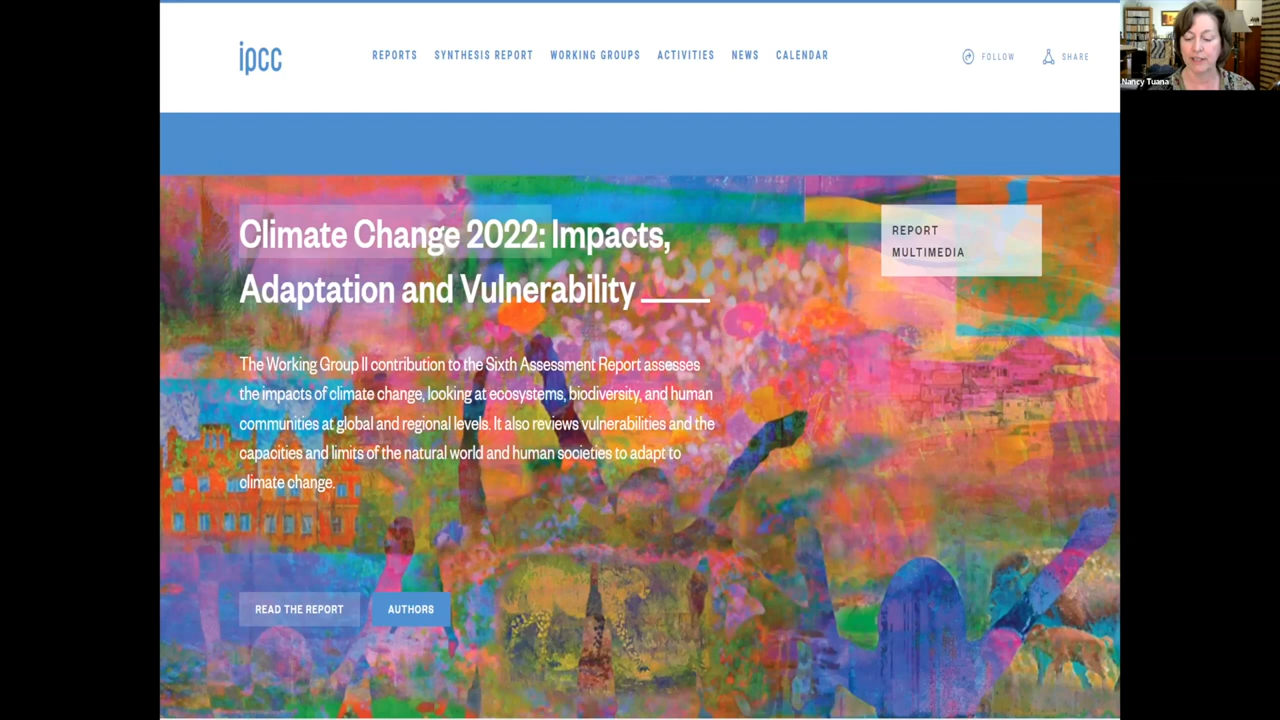 ipcc
REPORTS SYNTHESIS REPORT WORKING GROUPS ACTIVITIES NEWS CALENDAR
FOLLOW SHARE
Nancy Tuana
Climate Change 2022: Impacts,
Adaptation and Vulnerability
REPORT
MULTIMEDIA
The Working Group II contribution to the Sixth Assessment Report assesses
the impacts of climate change, looking at ecosystems, biodiversity, and human
communities at global and regional levels. It also reviews vulnerabilities and the
capacities and limits of the natural world and human societies to adapt to
climate change.
READ THE REPORT AUTHORS